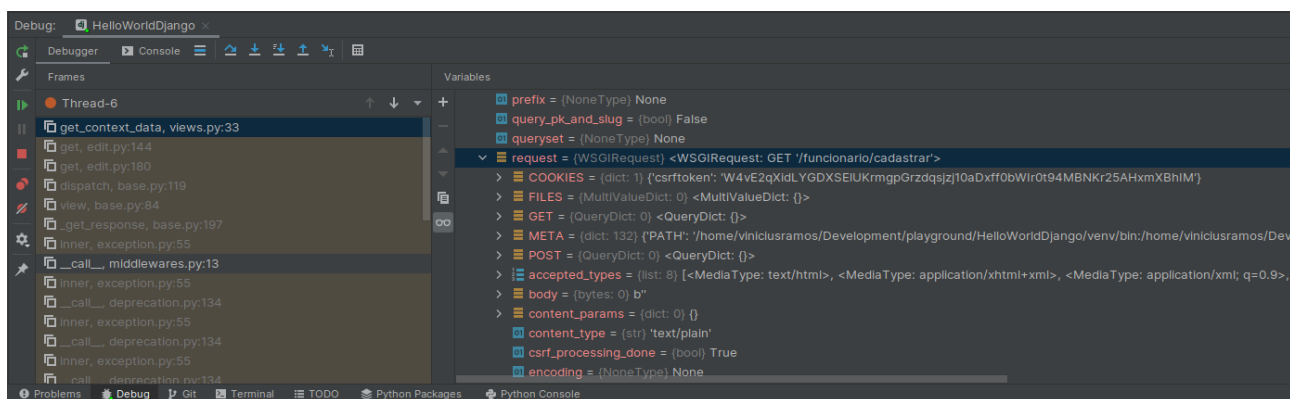 Debug: HelloWorldDjango ×
Debugger Console
Frames
Thread-6
get_context_data, views.py:33
get, edit.py:144
get, edit.py:180
dispatch, base.py:119
view, base.py:84
_get_response, base.py:197
inner, exception.py:55
__call__, middlewares.py:13
inner, exception.py:55
__call__, deprecation.py:134
inner, exception.py:55
__call__, deprecation.py:134
inner, exception.py:55
__call__, deprecation.py:134
Variables
prefix = {NoneType} None
query_pk_and_slug = {bool} False
queryset = {NoneType} None
request = {WSGIRequest} <WSGIRequest: GET '/funcionario/cadastrar'>
COOKIES = {dict: 1} {'csrftoken': 'W4vE2qXidLYGDXSElUKrmgpGrzdqsjzj10aDxff0bWIr0t94MBNKr25AHxmXBhIM'}
FILES = {MultiValueDict: 0} <MultiValueDict: {}>
GET = {QueryDict: 0} <QueryDict: {}>
META = {dict: 132} {'PATH': '/home/viniciusramos/Development/playground/HelloWorldDjango/venv/bin:/home/viniciusramos/Dev
POST = {QueryDict: 0} <QueryDict: {}>
accepted_types = {list: 8} [<MediaType: text/html>, <MediaType: application/xhtml+xml>, <MediaType: application/xml; q=0.9>,
body = {bytes: 0} b''
content_params = {dict: 0} {}
content_type = {str} 'text/plain'
csrf_processing_done = {bool} True
encoding = {NoneType} None
Problems Debug Git Terminal TODO Python Packages Python Console